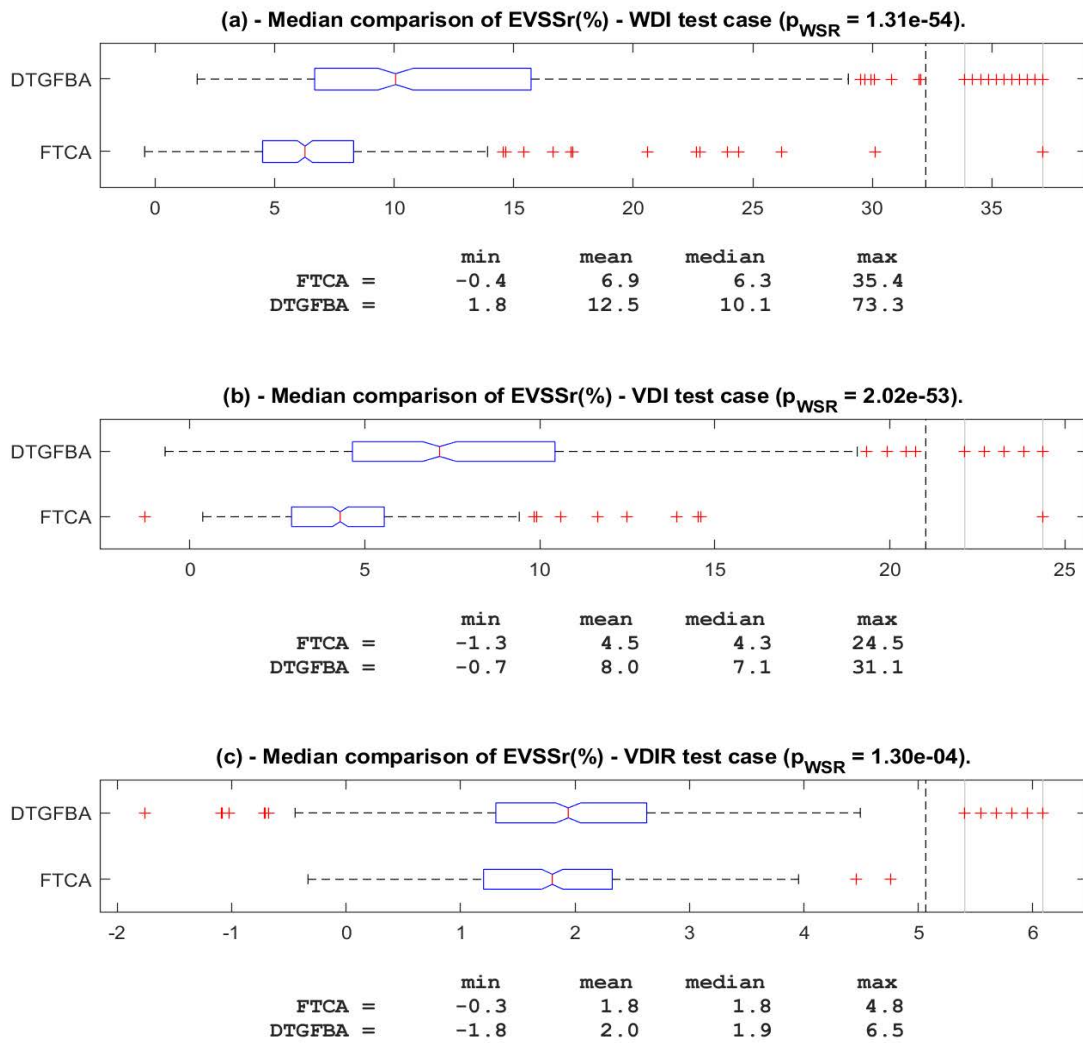 (a) - Median comparison of EVSSr(%) - WDI test case (pWSR = 1.31e-54).
DTGFBA
FTCA
0 5 10 15 20 25 30 35
min mean median max
FTCA = -0.4 6.9 6.3 35.4
DTGFBA = 1.8 12.5 10.1 73.3
(b) - Median comparison of EVSSr(%) - VDI test case (pWSR = 2.02e-53).
DTGFBA
FTCA
0 5 10 15 20 25
min mean median max
FTCA = -1.3 4.5 4.3 24.5
DTGFBA = -0.7 8.0 7.1 31.1
(c) - Median comparison of EVSSr(%) - VDIR test case (pWSR = 1.30e-04).
DTGFBA
FTCA
-2 -1 0 1 2 3 4 5 6
min mean median max
FTCA = -0.3 1.8 1.8 4.8
DTGFBA = -1.8 2.0 1.9 6.5